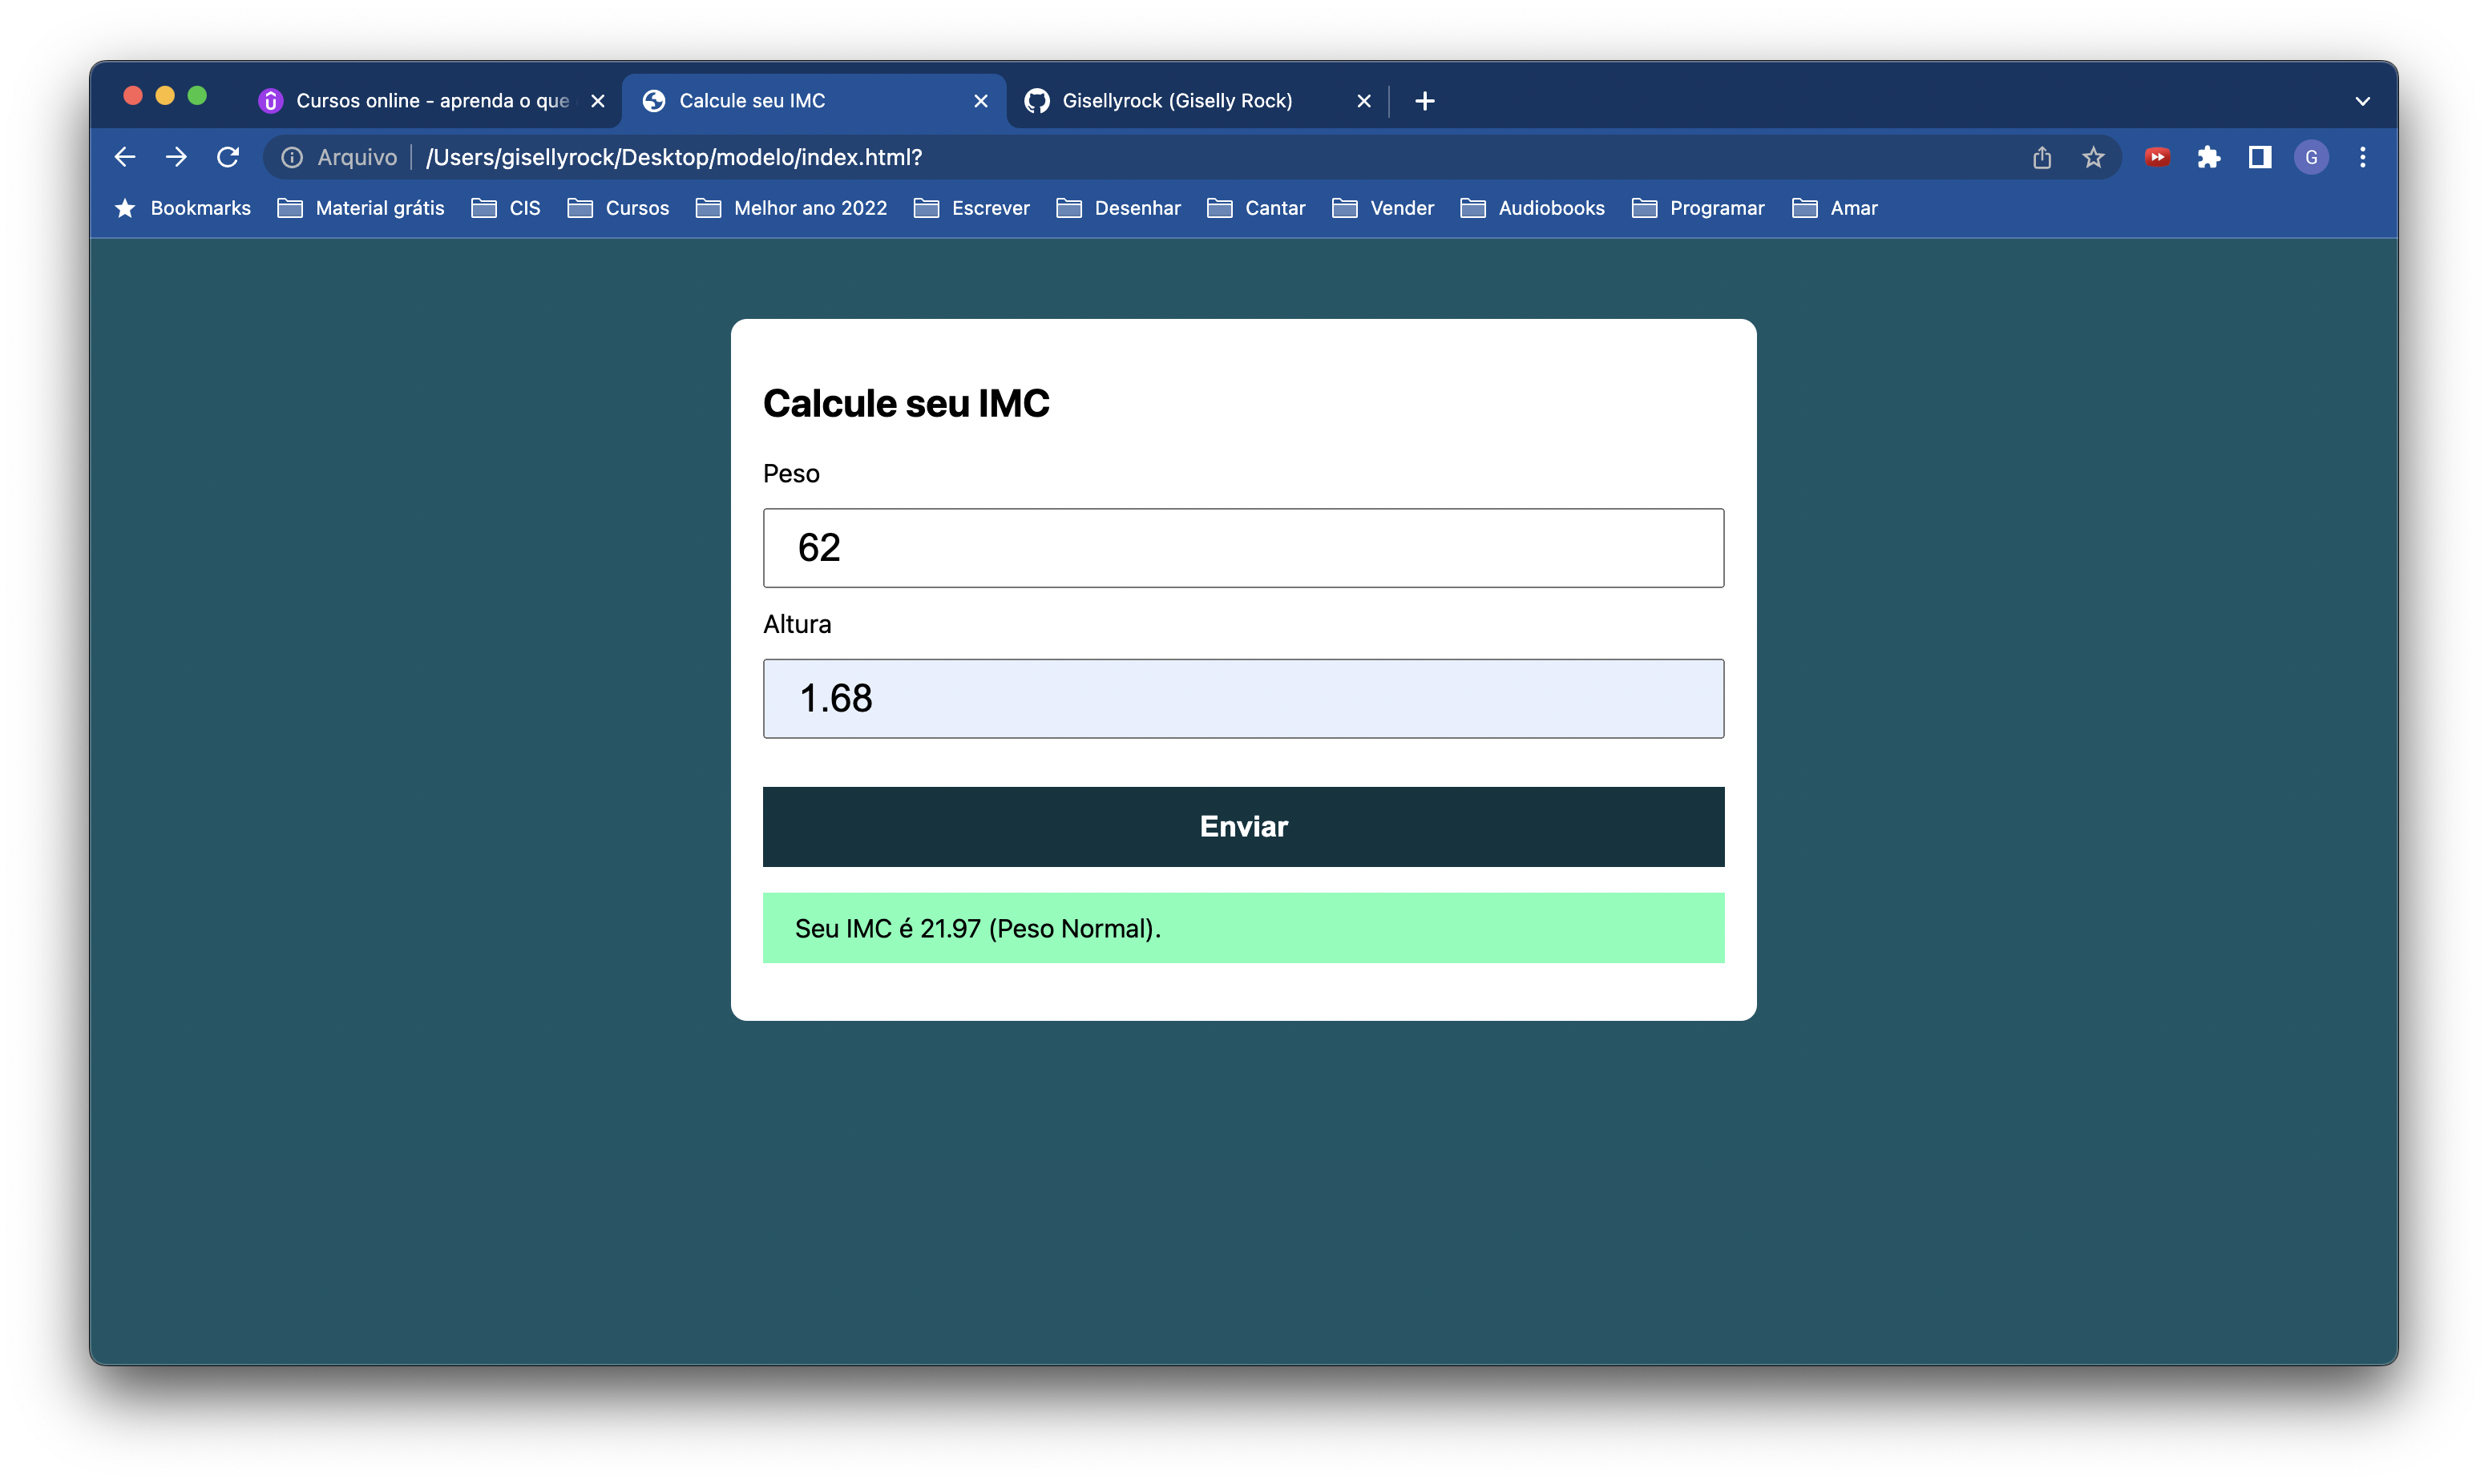 Cursos online - aprenda o que
Calcule seu IMC
Gisellyrock (Giselly Rock)
Arquivo /Users/gisellyrock/Desktop/modelo/index.html?
G
Bookmarks Material grátis CIS Cursos Melhor ano 2022 Escrever Desenhar Cantar Vender Audiobooks Programar Amar
Calcule seu IMC
Peso
62
Altura
1.68
Enviar
Seu IMC é 21.97 (Peso Normal).